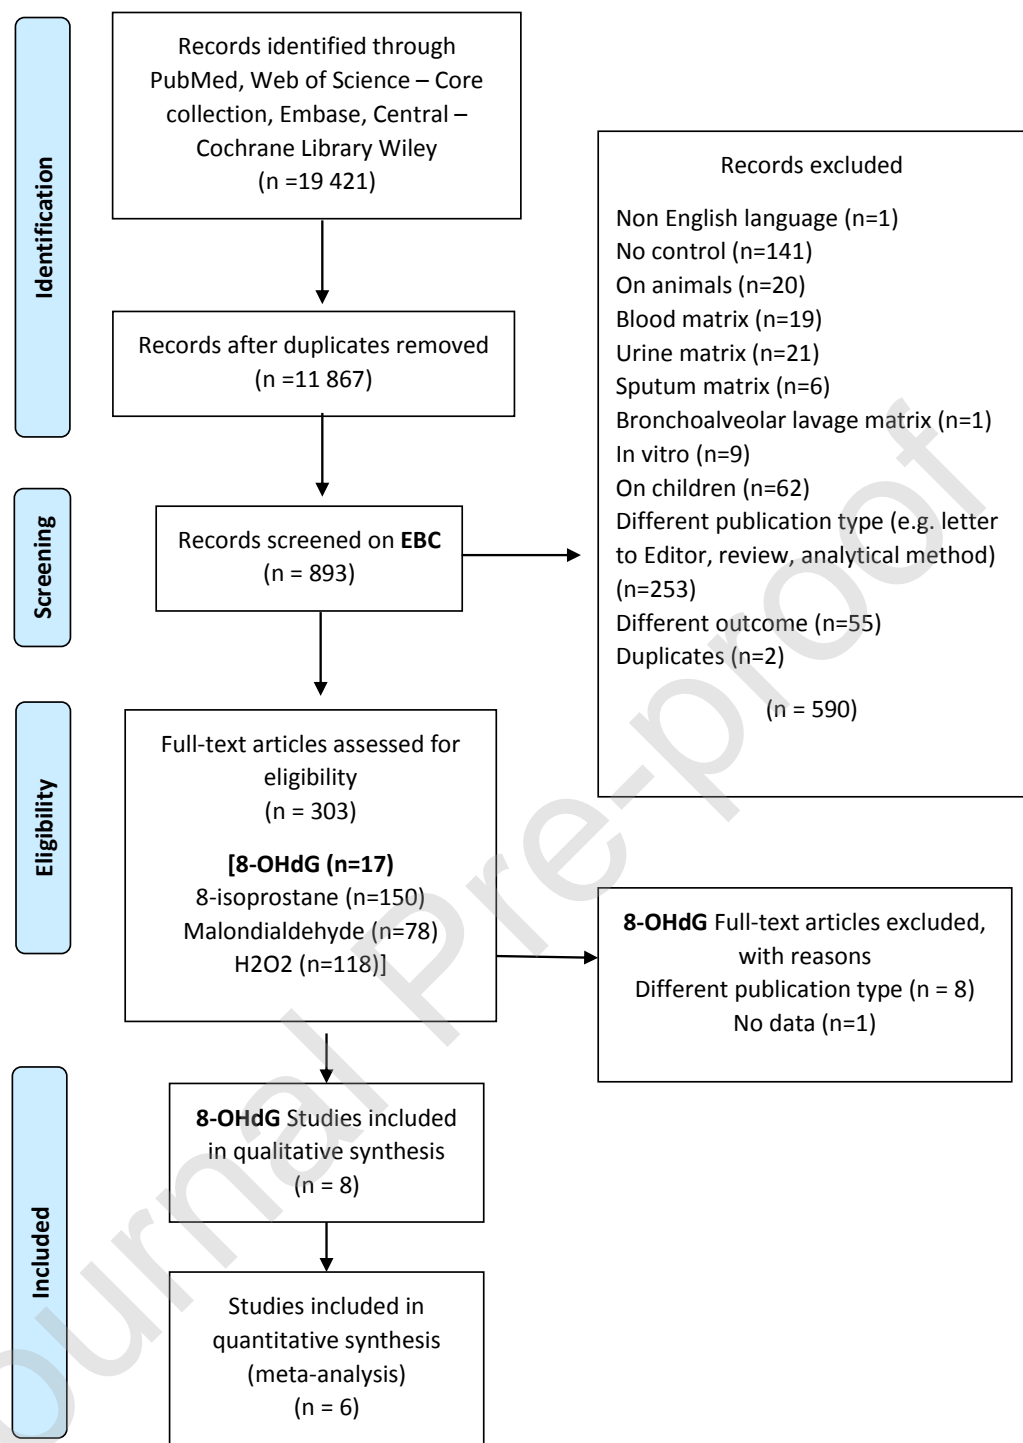 Identification
Records identified through
PubMed, Web of Science – Core
collection, Embase, Central –
Cochrane Library Wiley
(n =19 421)
Records after duplicates removed
(n =11 867)
Screening
Records screened on EBC
(n = 893)
Records excluded
Non English language (n=1)
No control (n=141)
On animals (n=20)
Blood matrix (n=19)
Urine matrix (n=21)
Sputum matrix (n=6)
Bronchoalveolar lavage matrix (n=1)
In vitro (n=9)
On children (n=62)
Different publication type (e.g. letter
to Editor, review, analytical method)
(n=253)
Different outcome (n=55)
Duplicates (n=2)
(n = 590)
Eligibility
Full-text articles assessed for
eligibility
(n = 303)
[8-OHdG (n=17)
8-isoprostane (n=150)
Malondialdehyde (n=78)
H2O2 (n=118)]
8-OHdG Full-text articles excluded,
with reasons
Different publication type (n = 8)
No data (n=1)
Included
8-OHdG Studies included
in qualitative synthesis
(n = 8)
Studies included in
quantitative synthesis
(meta-analysis)
(n = 6)
Journal Pre-proof